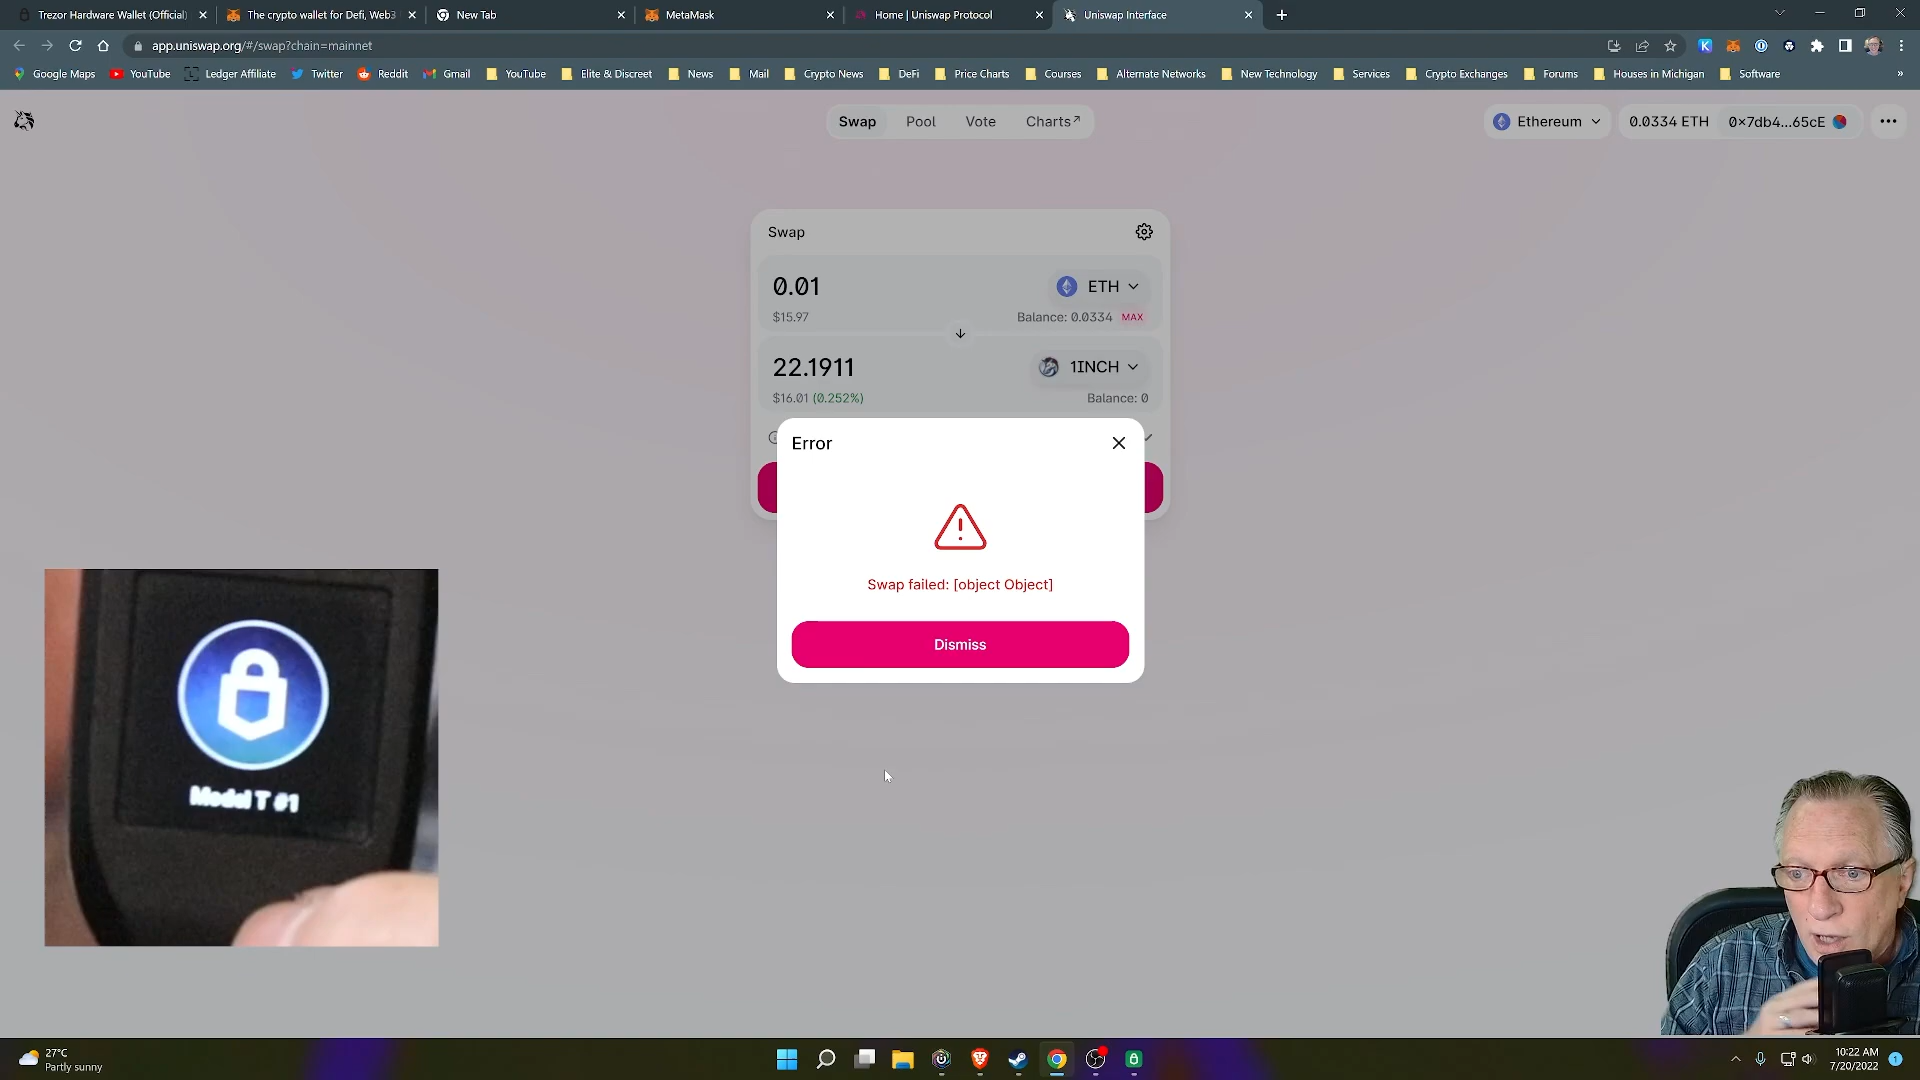 Trezor Hardware Wallet (Official)
The crypto wallet for Defi, Web3
New Tab
MetaMask
Home | Uniswap Protocol
Uniswap Interface
app.uniswap.org/#/swap?chain=mainnet
Google Maps
YouTube
Ledger Affiliate
Twitter
Reddit
Gmail
YouTube
Elite & Discreet
News
Mail
Crypto News
DeFi
Price Charts
Courses
Alternate Networks
New Technology
Services
Crypto Exchanges
Forums
Houses in Michigan
Software
Swap
Pool
Vote
Charts↗
Ethereum
0.0334 ETH
0×7db4...65cE
Swap
0.01
ETH
$15.97
Balance: 0.0334 MAX
22.1911
1INCH
$16.01 (0.252%)
Balance: 0
Error
Swap failed: [object Object]
Dismiss
Model T #1
27°C
Partly sunny
10:22 AM
7/20/2022
1